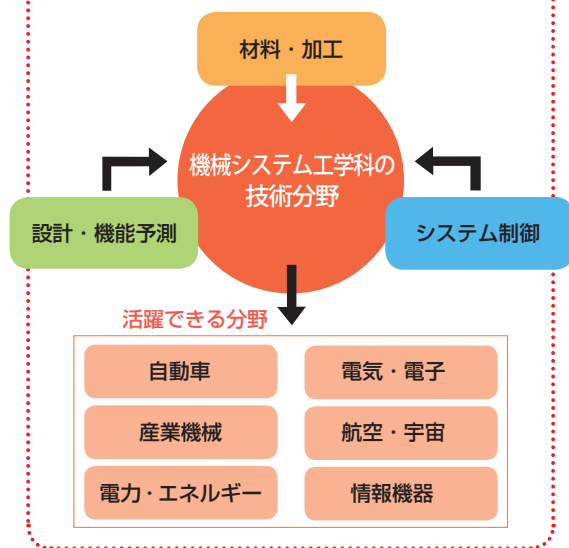 材料・加工
機械システム工学科の
技術分野
設計・機能予測
システム制御
活躍できる分野
自動車
電気・電子
産業機械
航空・宇宙
電力・エネルギー
情報機器